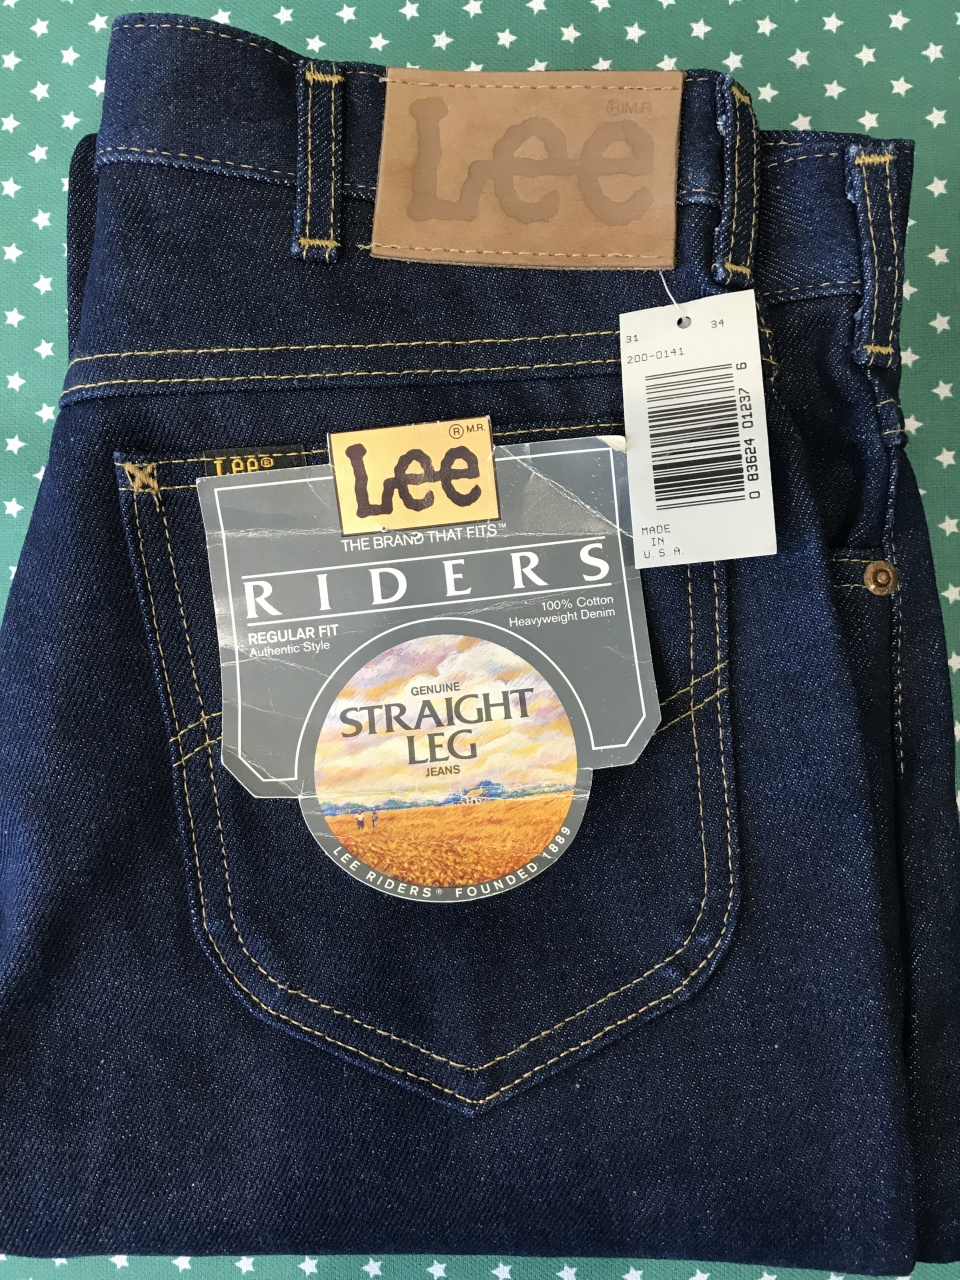 Lee ® M.R.
31 34
200-0141
0 83624 01237 6
MADE
IN
U.S.A.
Lee®
Lee ® M.R.
THE BRAND THAT FITS™
RIDERS
REGULAR FIT
Authentic Style
100% Cotton
Heavyweight Denim
GENUINE
STRAIGHT
LEG
JEANS
LEE RIDERS® FOUNDED 1889